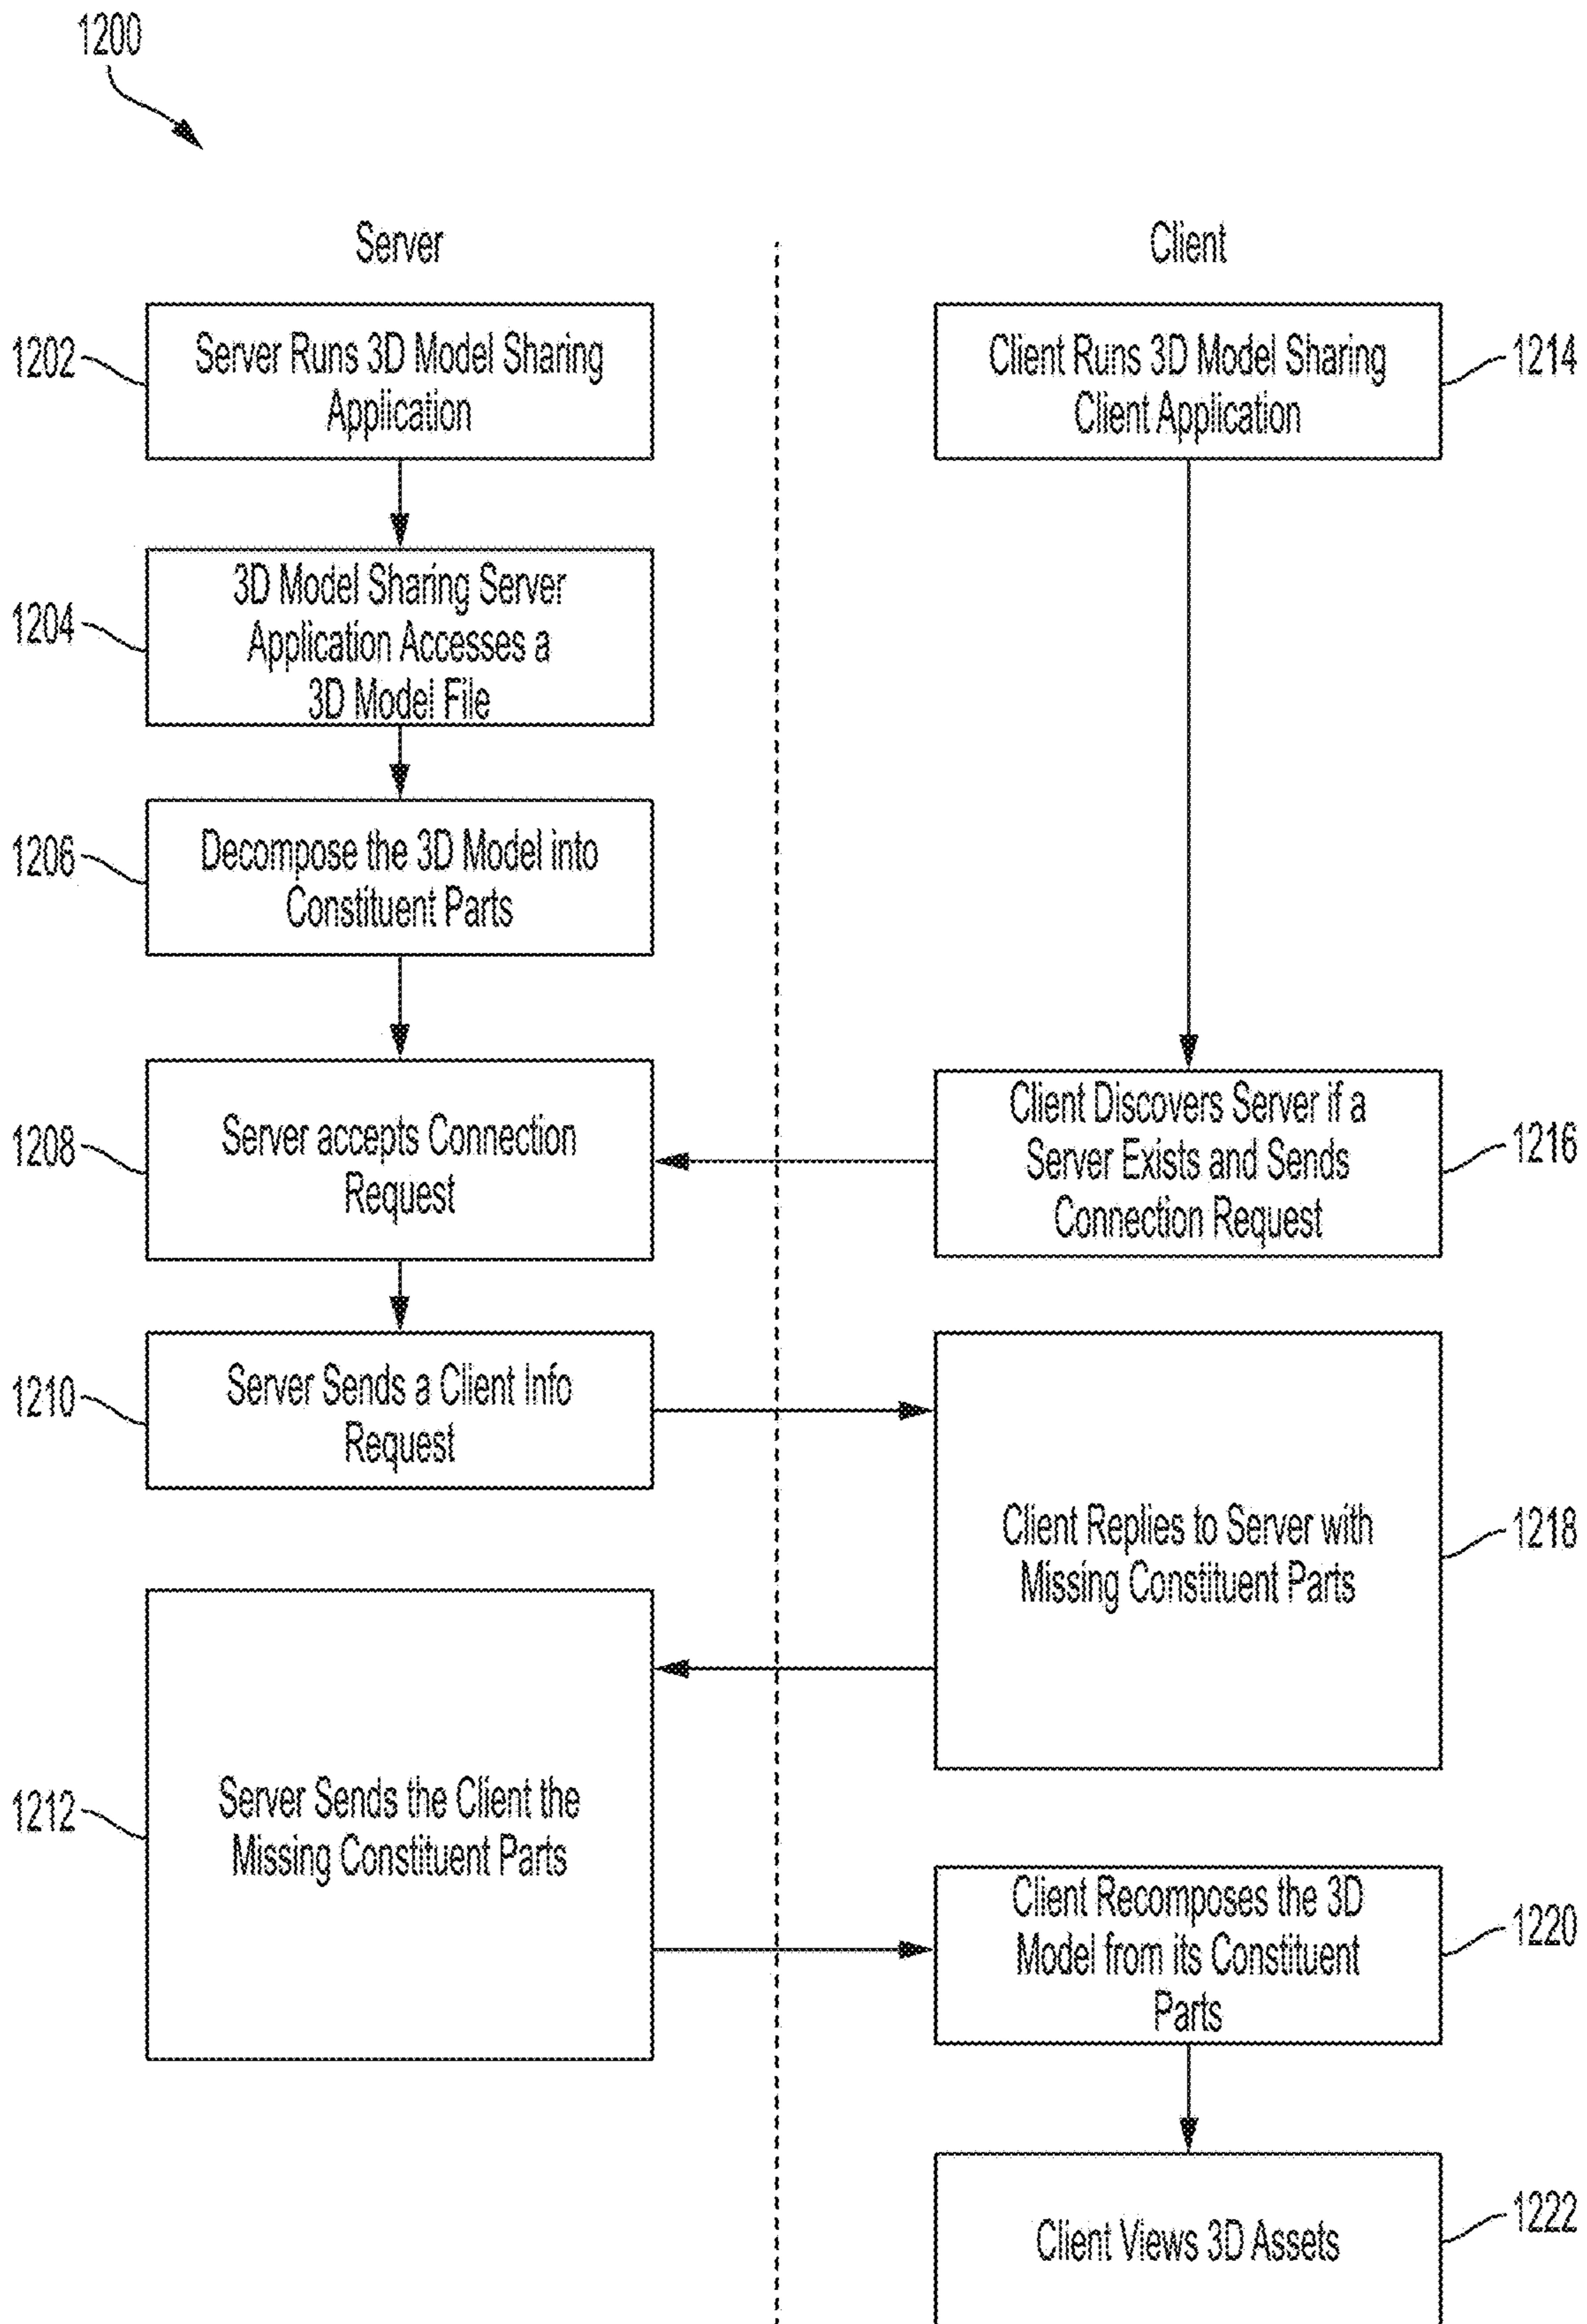 1200
Server
Client
1202
Server Runs 3D Model Sharing
Application
Client Runs 3D Model Sharing
Client Application
1214
1204
3D Model Sharing Server
Application Accesses a
3D Model File
1206
Decompose the 3D Model into
Constituent Parts
1208
Server accepts Connection
Request
Client Discovers Server if a
Server Exists and Sends
Connection Request
1216
1210
Server Sends a Client Info
Request
Client Replies to Server with
Missing Constituent Parts
1218
1212
Server Sends the Client the
Missing Constituent Parts
Client Recomposes the 3D
Model from its Constituent
Parts
1220
Client Views 3D Assets
1222